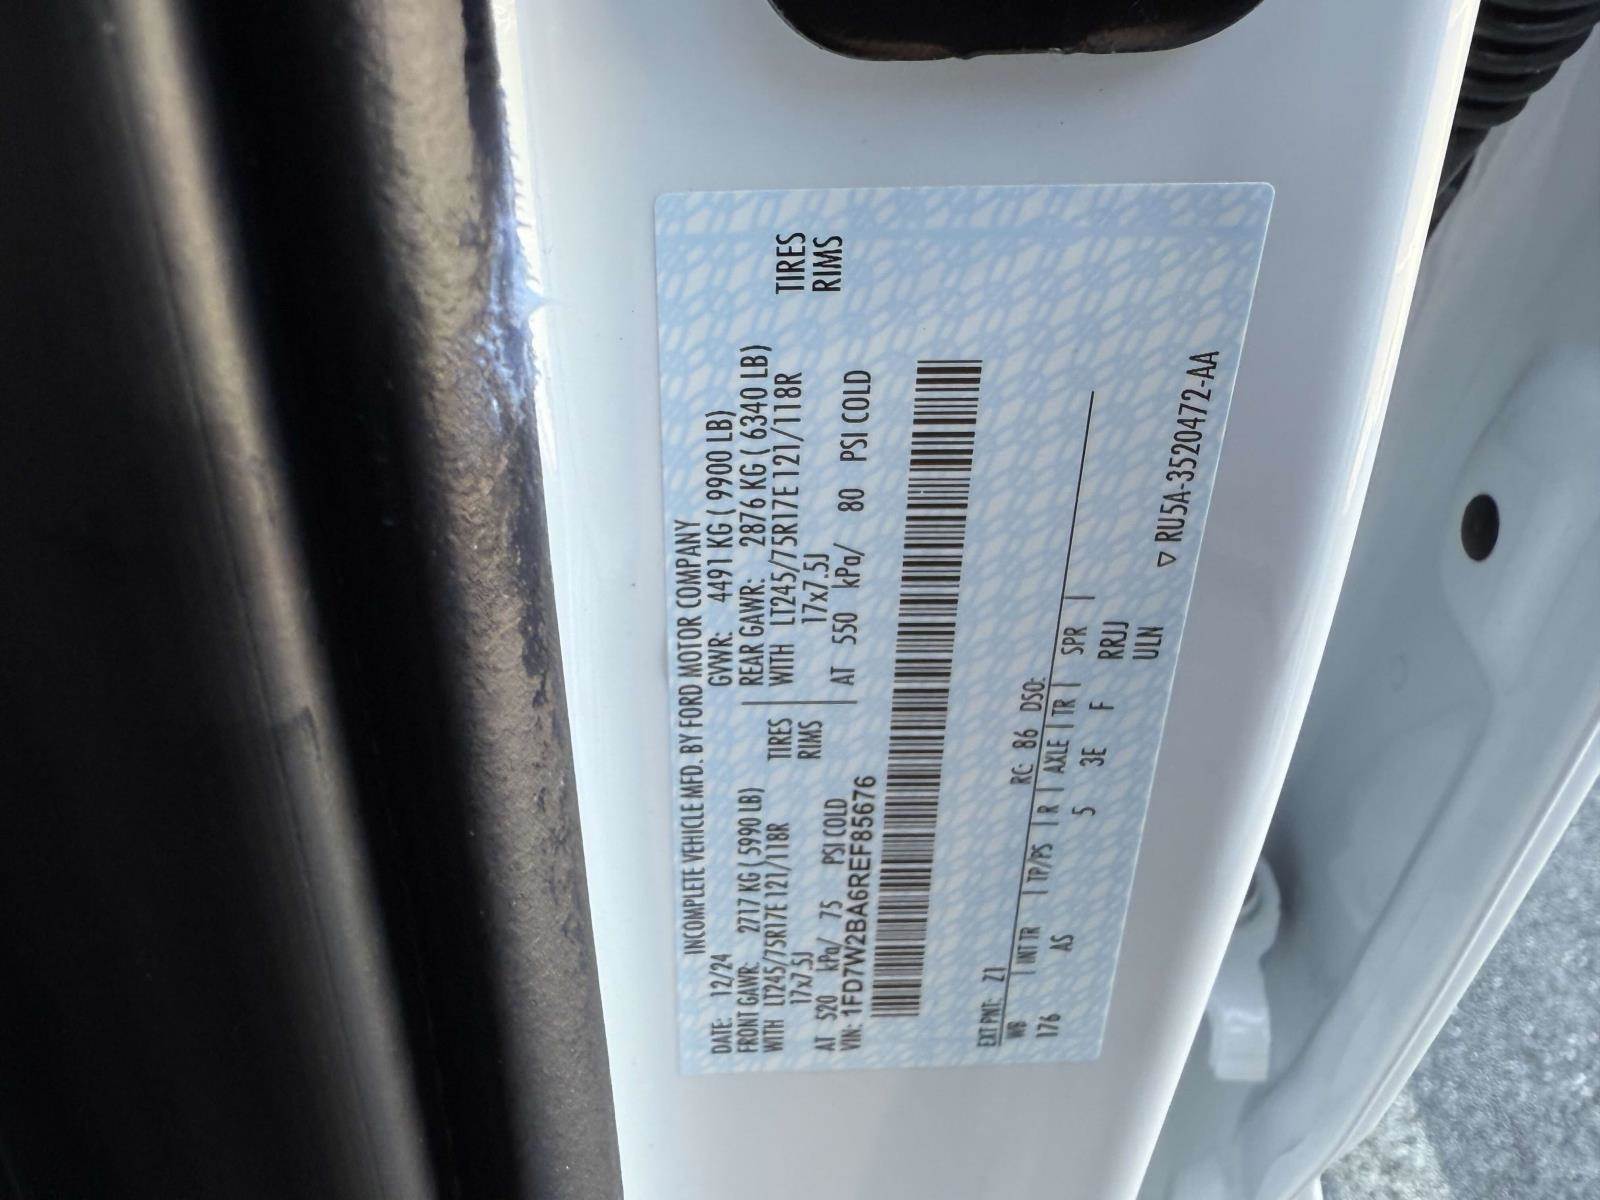 INCOMPLETE VEHICLE MFD. BY FORD MOTOR COMPANY
DATE: 12/24 GVWR: 4491 KG ( 9900 LB)
FRONT GAWR: 2717 KG ( 5990 LB) REAR GAWR: 2876 KG ( 6340 LB)
WITH LT245/75R17E 121/118R TIRES WITH LT245/75R17E 121/118R TIRES
17x7.5J RIMS 17x7.5J RIMS
AT 520 kPa/ 75 PSI COLD AT 550 kPa/ 80 PSI COLD
VIN: 1FD7W2BA6REF85676
EXT PNT: Z1 RC: 86 DSO:
WB | INT TR | TP/PS | R | AXLE | TR | SPR |
176 AS 5 3E F RRJJ
ULN
▽ RU5A-3520472-AA